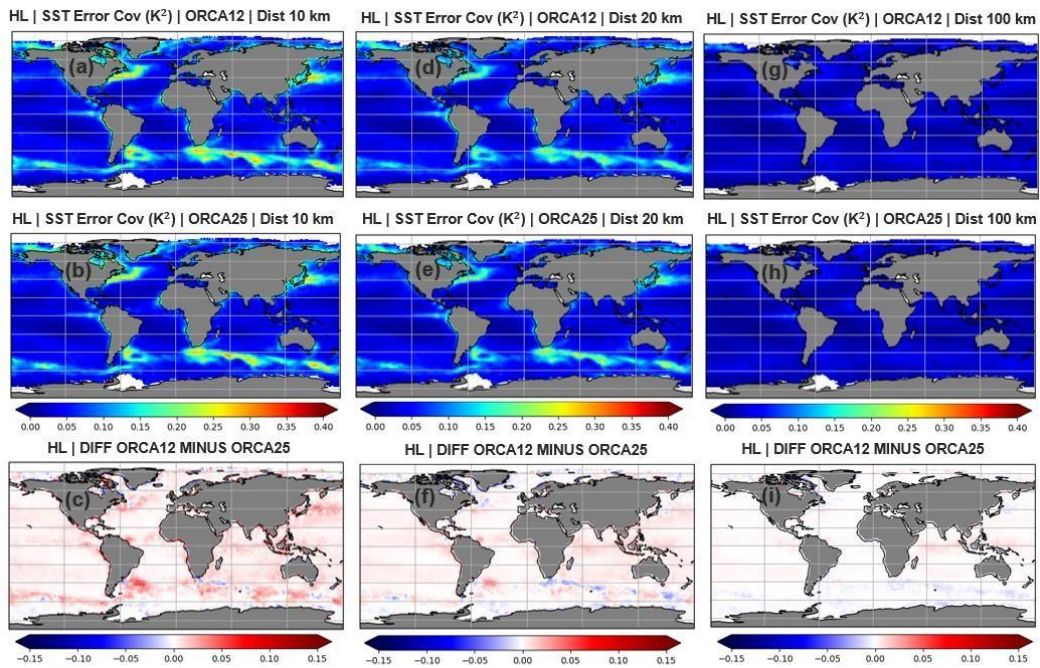 HL | SST Error Cov (K²) | ORCA12 | Dist 10 km
HL | SST Error Cov (K²) | ORCA12 | Dist 20 km
HL | SST Error Cov (K²) | ORCA12 | Dist 100 km
(a)
(d)
(g)
HL | SST Error Cov (K²) | ORCA25 | Dist 10 km
HL | SST Error Cov (K²) | ORCA25 | Dist 20 km
HL | SST Error Cov (K²) | ORCA25 | Dist 100 km
(b)
(e)
(h)
0.00 0.05 0.10 0.15 0.20 0.25 0.30 0.35 0.40
0.00 0.05 0.10 0.15 0.20 0.25 0.30 0.35 0.40
0.00 0.05 0.10 0.15 0.20 0.25 0.30 0.35 0.40
HL | DIFF ORCA12 MINUS ORCA25
HL | DIFF ORCA12 MINUS ORCA25
HL | DIFF ORCA12 MINUS ORCA25
(c)
(f)
(i)
−0.15 −0.10 −0.05 0.00 0.05 0.10 0.15
−0.15 −0.10 −0.05 0.00 0.05 0.10 0.15
−0.15 −0.10 −0.05 0.00 0.05 0.10 0.15